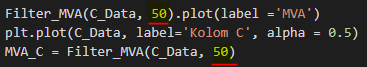 Filter_MVA(C_Data, 50).plot(label ='MVA')
plt.plot(C_Data, label='Kolom C', alpha = 0.5)
MVA_C = Filter_MVA(C_Data, 50)